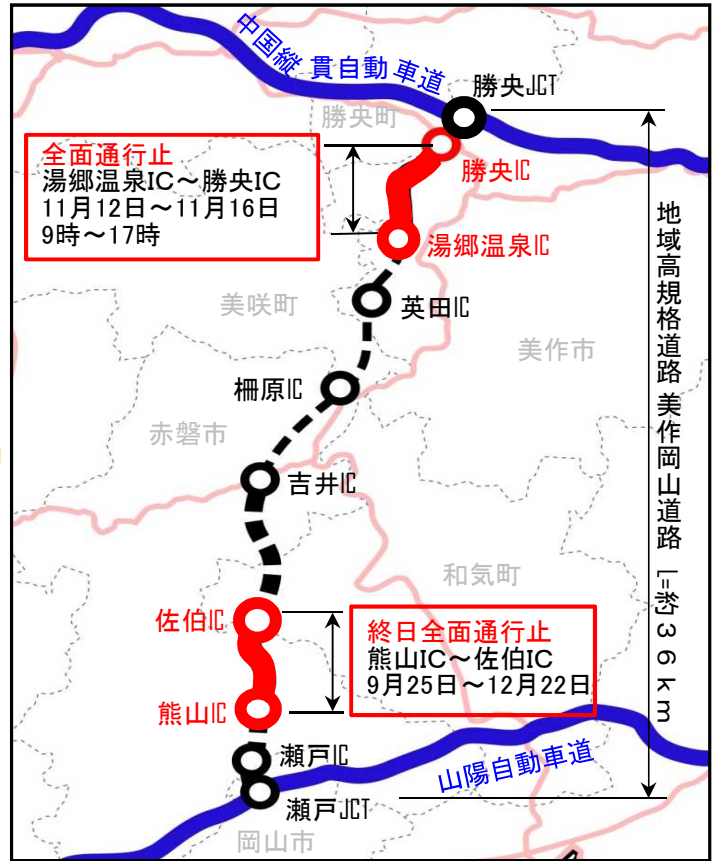 中国縦貫自動車道
勝央JCT
勝央町
全面通行止
湯郷温泉IC～勝央IC
11月12日～11月16日
9時～17時
勝央IC
湯郷温泉IC
地域高規格道路 美作岡山道路 L=約36km
美咲町
英田IC
美作市
柵原IC
赤磐市
吉井IC
和気町
佐伯IC
終日全面通行止
熊山IC～佐伯IC
9月25日～12月22日
熊山IC
瀬戸IC
山陽自動車道
瀬戸JCT
岡山市